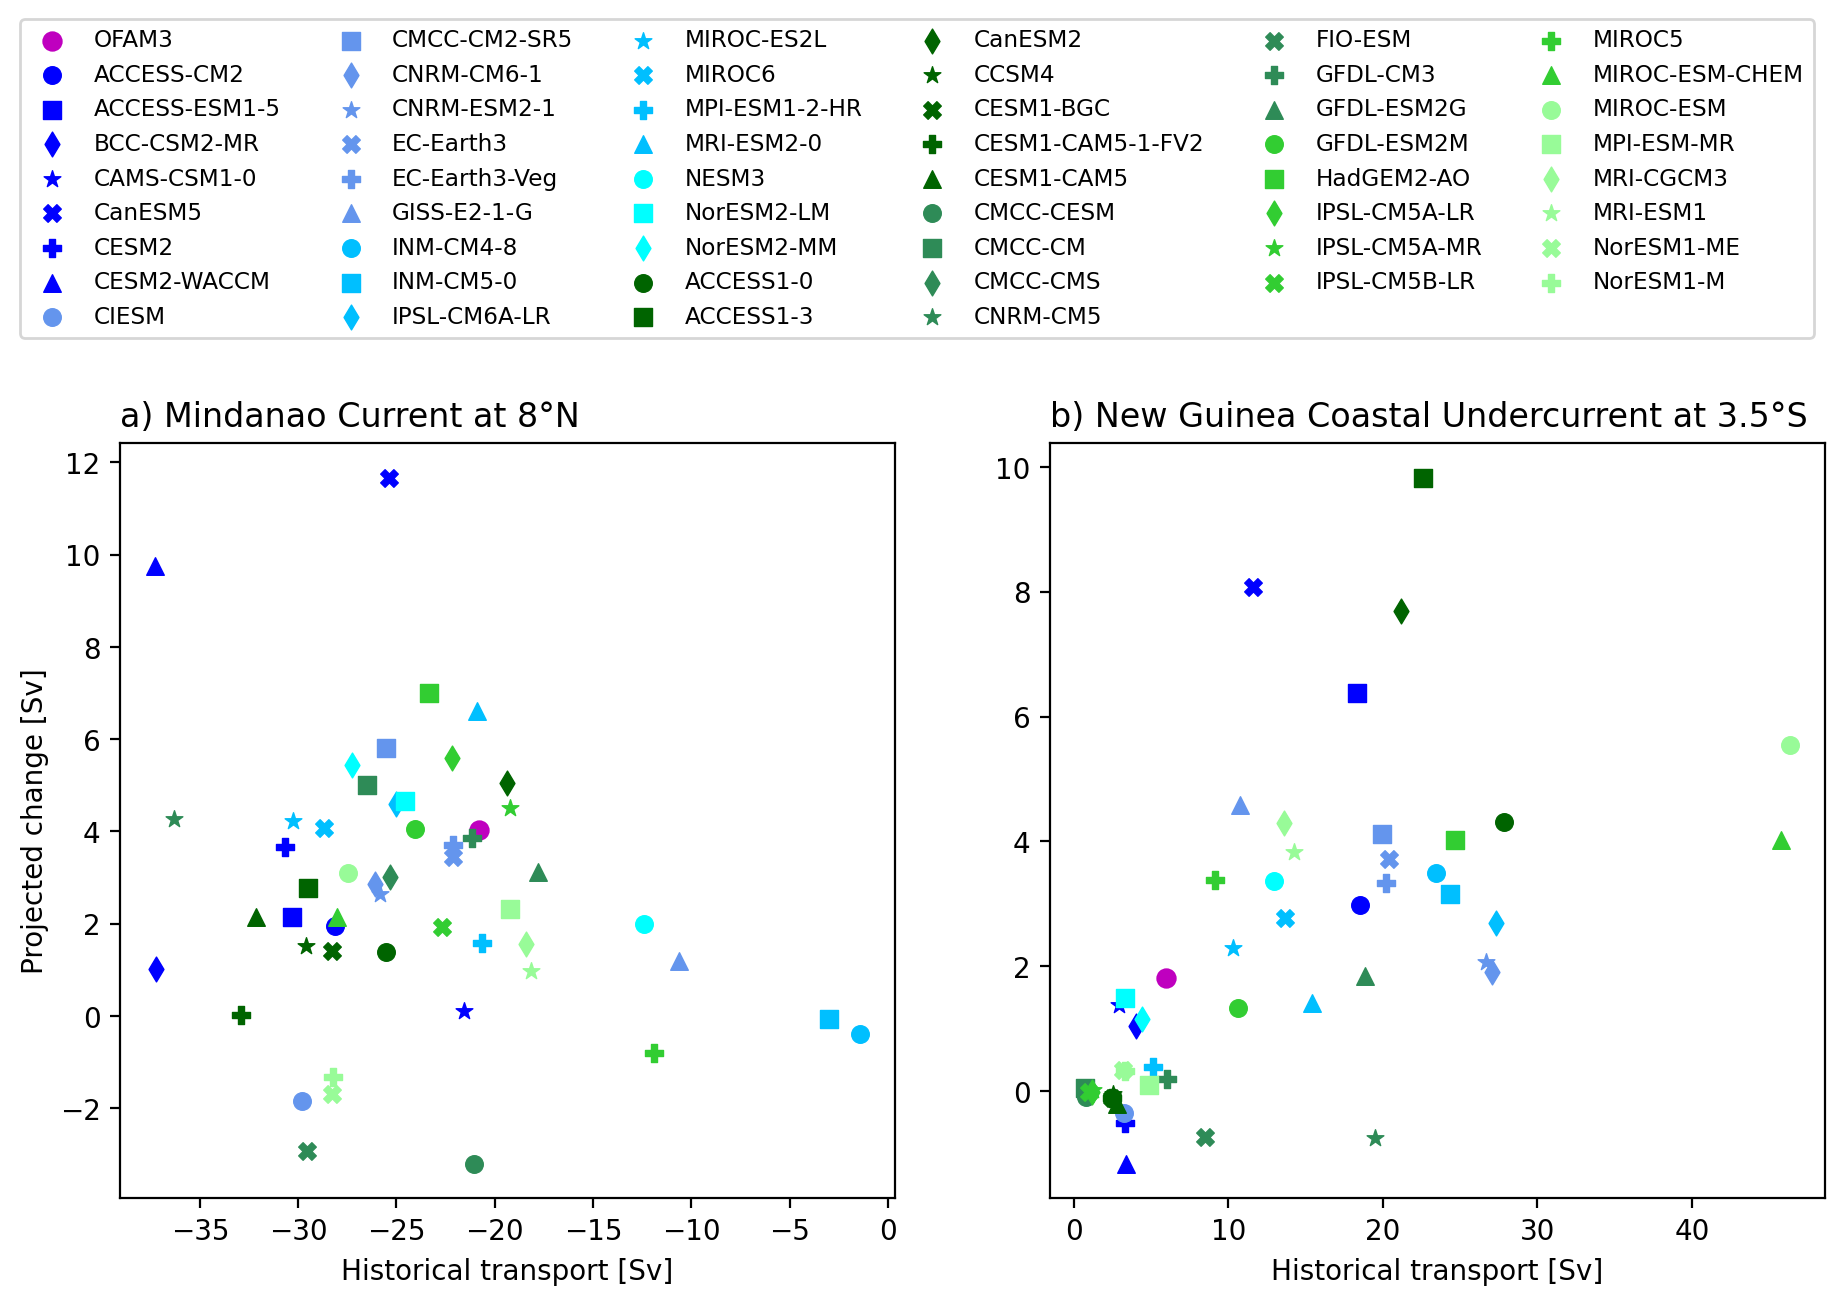 OFAM3
ACCESS-CM2
ACCESS-ESM1-5
BCC-CSM2-MR
CAMS-CSM1-0
CanESM5
CESM2
CESM2-WACCM
CIESM
CMCC-CM2-SR5
CNRM-CM6-1
CNRM-ESM2-1
EC-Earth3
EC-Earth3-Veg
GISS-E2-1-G
INM-CM4-8
INM-CM5-0
IPSL-CM6A-LR
MIROC-ES2L
MIROC6
MPI-ESM1-2-HR
MRI-ESM2-0
NESM3
NorESM2-LM
NorESM2-MM
ACCESS1-0
ACCESS1-3
CanESM2
CCSM4
CESM1-BGC
CESM1-CAM5-1-FV2
CESM1-CAM5
CMCC-CESM
CMCC-CM
CMCC-CMS
CNRM-CM5
FIO-ESM
GFDL-CM3
GFDL-ESM2G
GFDL-ESM2M
HadGEM2-AO
IPSL-CM5A-LR
IPSL-CM5A-MR
IPSL-CM5B-LR
MIROC5
MIROC-ESM-CHEM
MIROC-ESM
MPI-ESM-MR
MRI-CGCM3
MRI-ESM1
NorESM1-ME
NorESM1-M
a) Mindanao Current at 8°N
12
10
8
6
4
2
0
−2
Projected change [Sv]
−35 −30 −25 −20 −15 −10 −5 0
Historical transport [Sv]
b) New Guinea Coastal Undercurrent at 3.5°S
10
8
6
4
2
0
0 10 20 30 40
Historical transport [Sv]